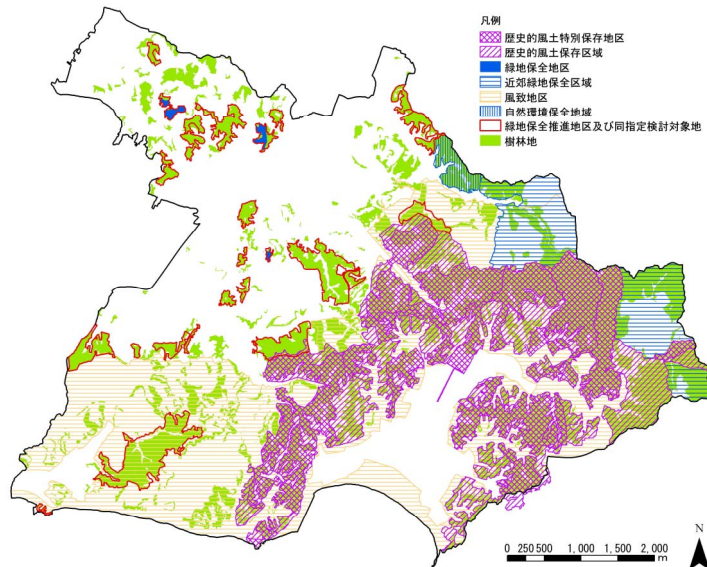 凡例
歴史的風土特別保存地区
歴史的風土保存区域
緑地保全地区
近郊緑地保全区域
風致地区
自然環境保全地域
緑地保全推進地区及び同指定検討対象地
樹林地
N
0 250 500 1,000 1,500 2,000
m